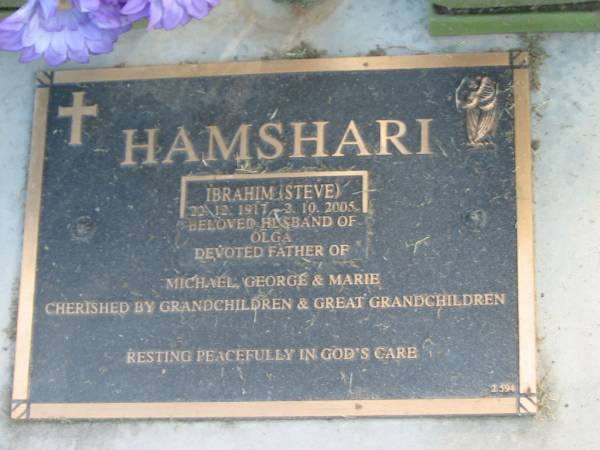 HAMSHARI
IBRAHIM (STEVE)
22. 12. 1917 - 2. 10. 2005
BELOVED HUSBAND OF
OLGA
DEVOTED FATHER OF
MICHAEL, GEORGE & MARIE
CHERISHED BY GRANDCHILDREN & GREAT GRANDCHILDREN
RESTING PEACEFULLY IN GOD'S CARE
2.594